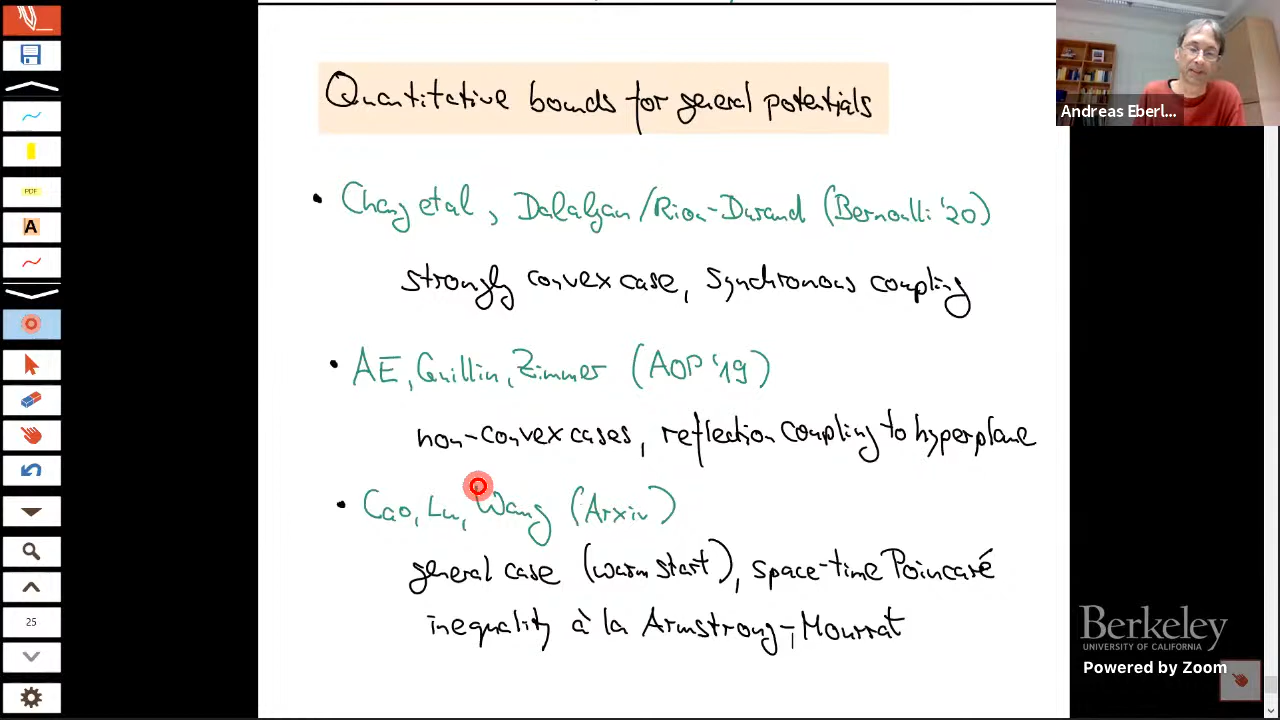 Quantitative bounds for general potentials
Andreas Eberl...
• Cheng et al, Dalalyan/Riou-Durand (Bernoulli '20)
strongly convex case, synchronous coupling
• AE, Guillin, Zimmer (AOP '19)
non-convex cases, reflection coupling to hyperplane
• Cao, Lu, Wang (Arxiv)
general case (warm start), space-time Poincaré
inequality à la Armstrong-Mourrat
PDF
A
25
Berkeley
UNIVERSITY OF CALIFORNIA
Powered by Zoom